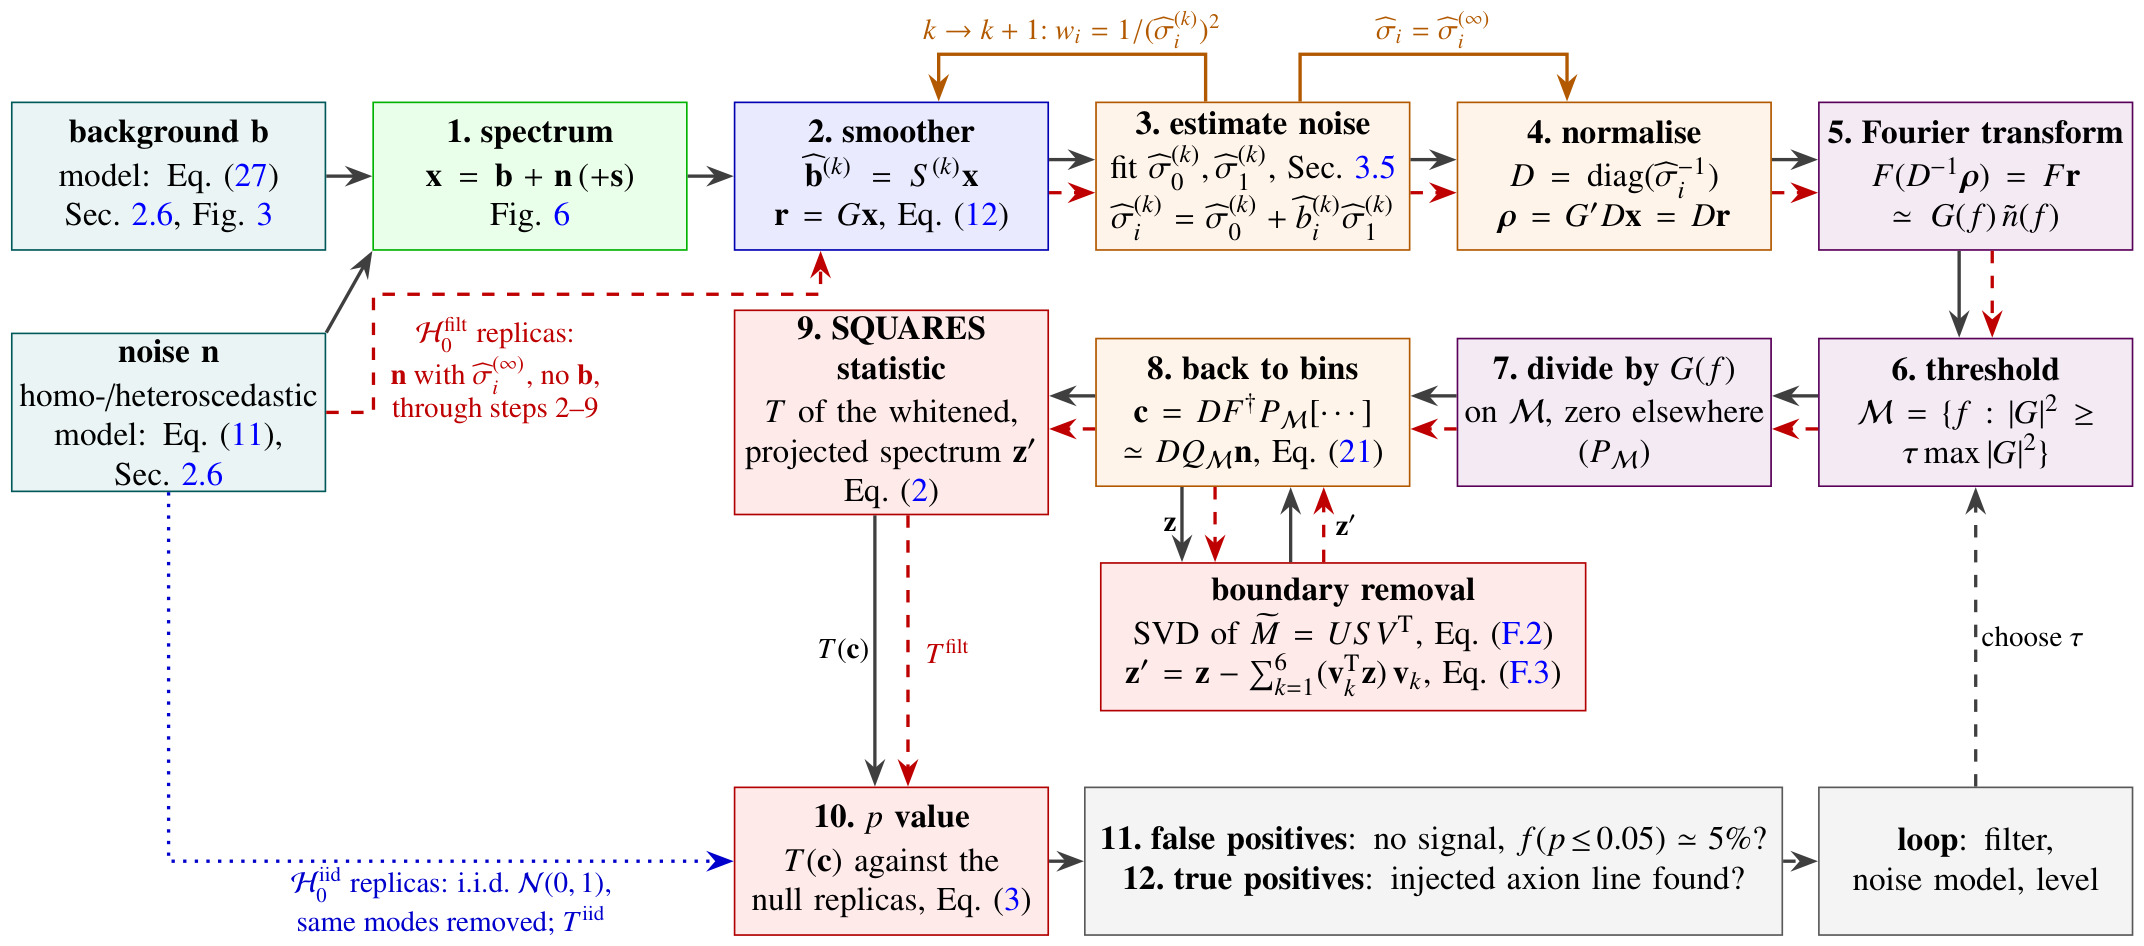 k → k + 1: w_i = 1/(σ̂_i^(k))²
σ̂_i = σ̂_i^(∞)
background b
model: Eq. (27)
Sec. 2.6, Fig. 3
1. spectrum
x = b + n (+s)
Fig. 6
2. smoother
b̂^(k) = S^(k)x
r = Gx, Eq. (12)
3. estimate noise
fit σ̂_0^(k), σ̂_1^(k), Sec. 3.5
σ̂_i^(k) = σ̂_0^(k) + b̂_i^(k) σ̂_1^(k)
4. normalise
D = diag(σ̂_i^−1)
ρ = G′Dx = Dr
5. Fourier transform
F(D^−1ρ) = Fr
≃ G(f) ñ(f)
noise n
homo-/heteroscedastic
model: Eq. (11),
Sec. 2.6
H_0^filt replicas:
n with σ̂_i^(∞), no b,
through steps 2–9
9. SQUARES
statistic
T of the whitened,
projected spectrum z′
Eq. (2)
8. back to bins
c = DF^†P_M[⋯]
≃ DQ_M n, Eq. (21)
7. divide by G(f)
on M, zero elsewhere
(P_M)
6. threshold
M = {f : |G|² ≥
τ max |G|²}
z
z′
boundary removal
SVD of M̃ = USV^T, Eq. (F.2)
z′ = z − ∑_{k=1}^6 (v_k^T z) v_k, Eq. (F.3)
T(c)
T^filt
choose τ
10. p value
T(c) against the
null replicas, Eq. (3)
11. false positives: no signal, f(p ≤ 0.05) ≃ 5%?
12. true positives: injected axion line found?
loop: filter,
noise model, level
H_0^iid replicas: i.i.d. N(0, 1),
same modes removed; T^iid